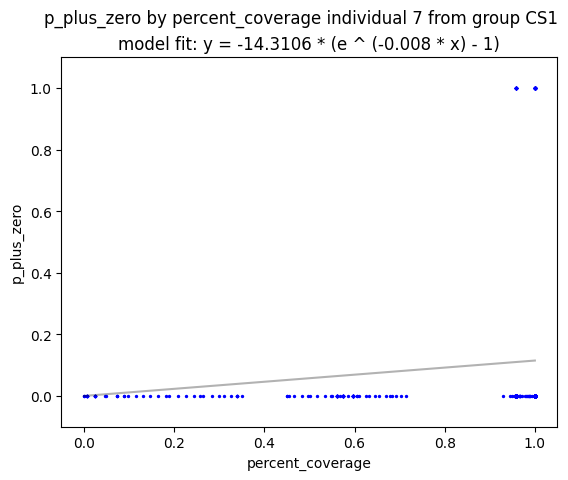 p_plus_zero by percent_coverage individual 7 from group CS1
model fit: y = -14.3106 * (e ^ (-0.008 * x) - 1)
1.0
0.8
0.6
0.4
0.2
0.0
p_plus_zero
0.0 0.2 0.4 0.6 0.8 1.0
percent_coverage